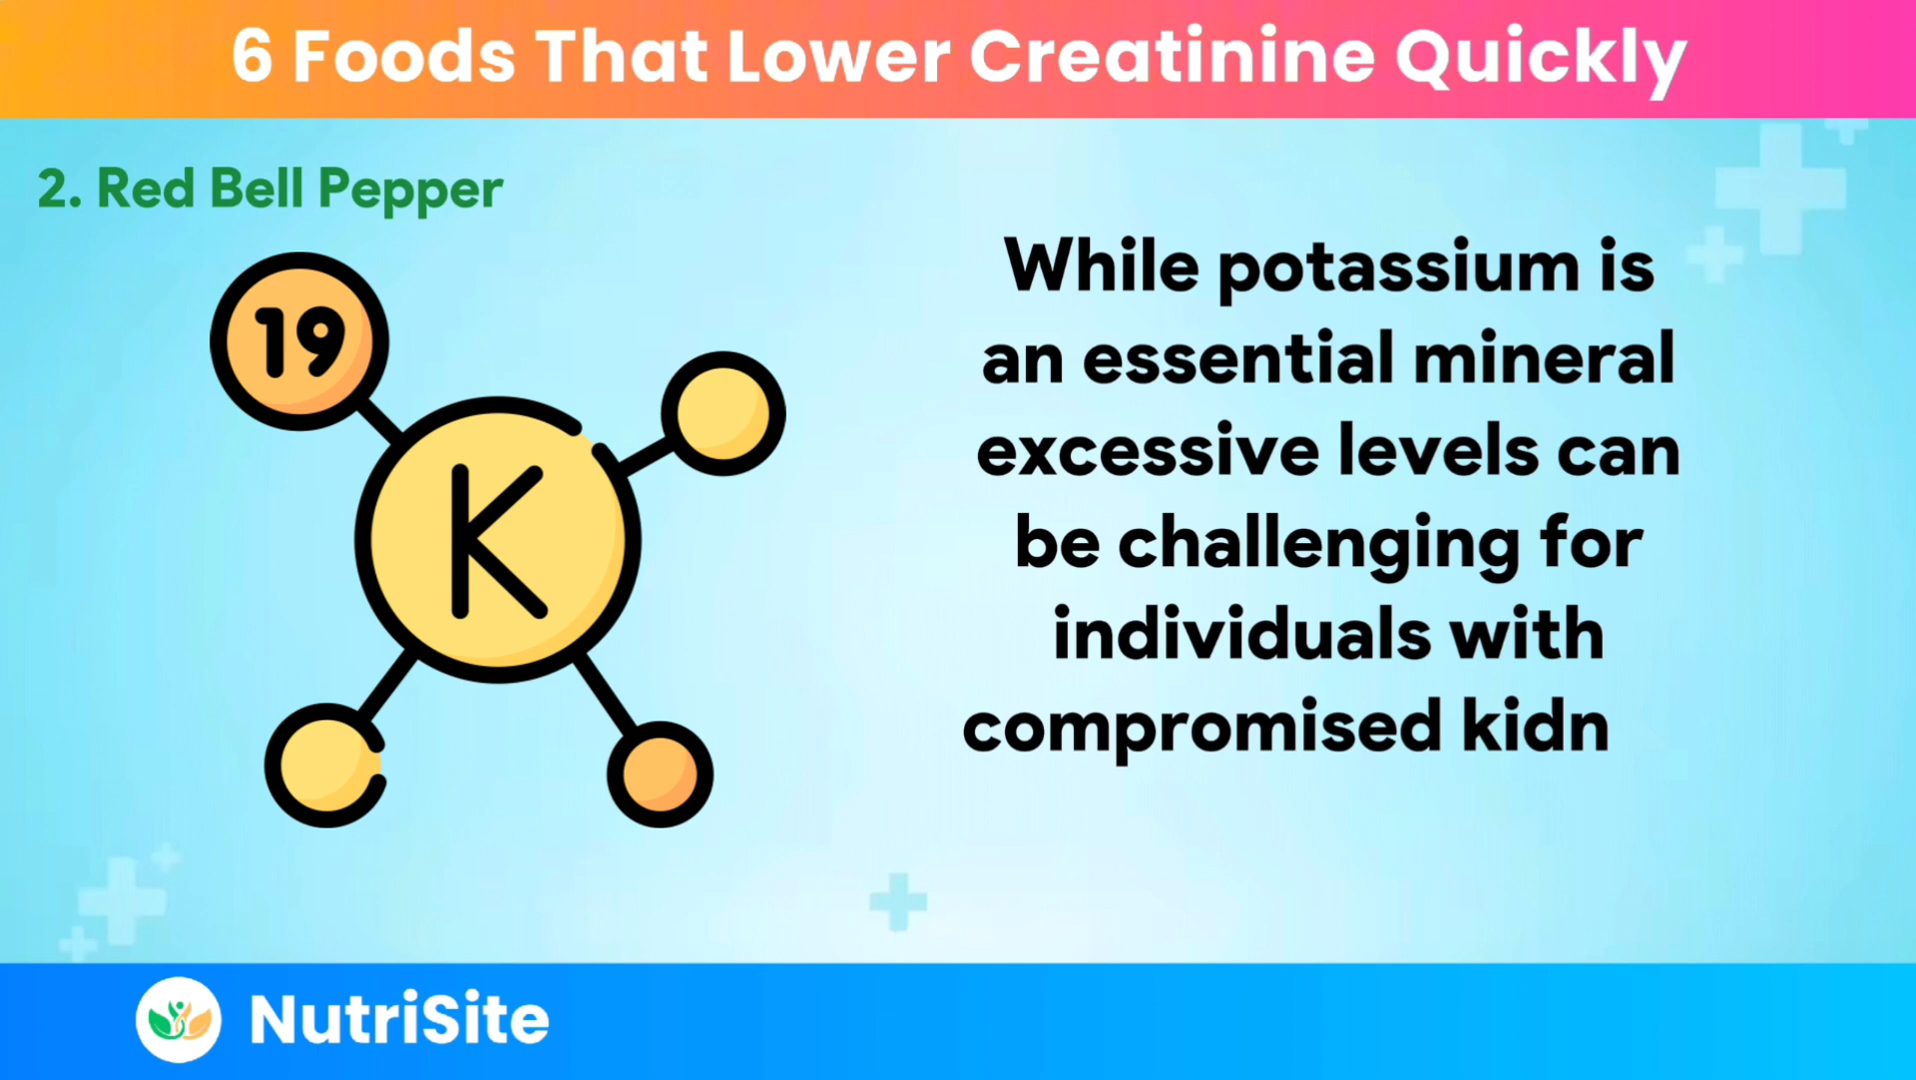 6 Foods That Lower Creatinine Quickly
2. Red Bell Pepper
19
K
While potassium is
an essential mineral
excessive levels can
be challenging for
individuals with
compromised kidn
NutriSite